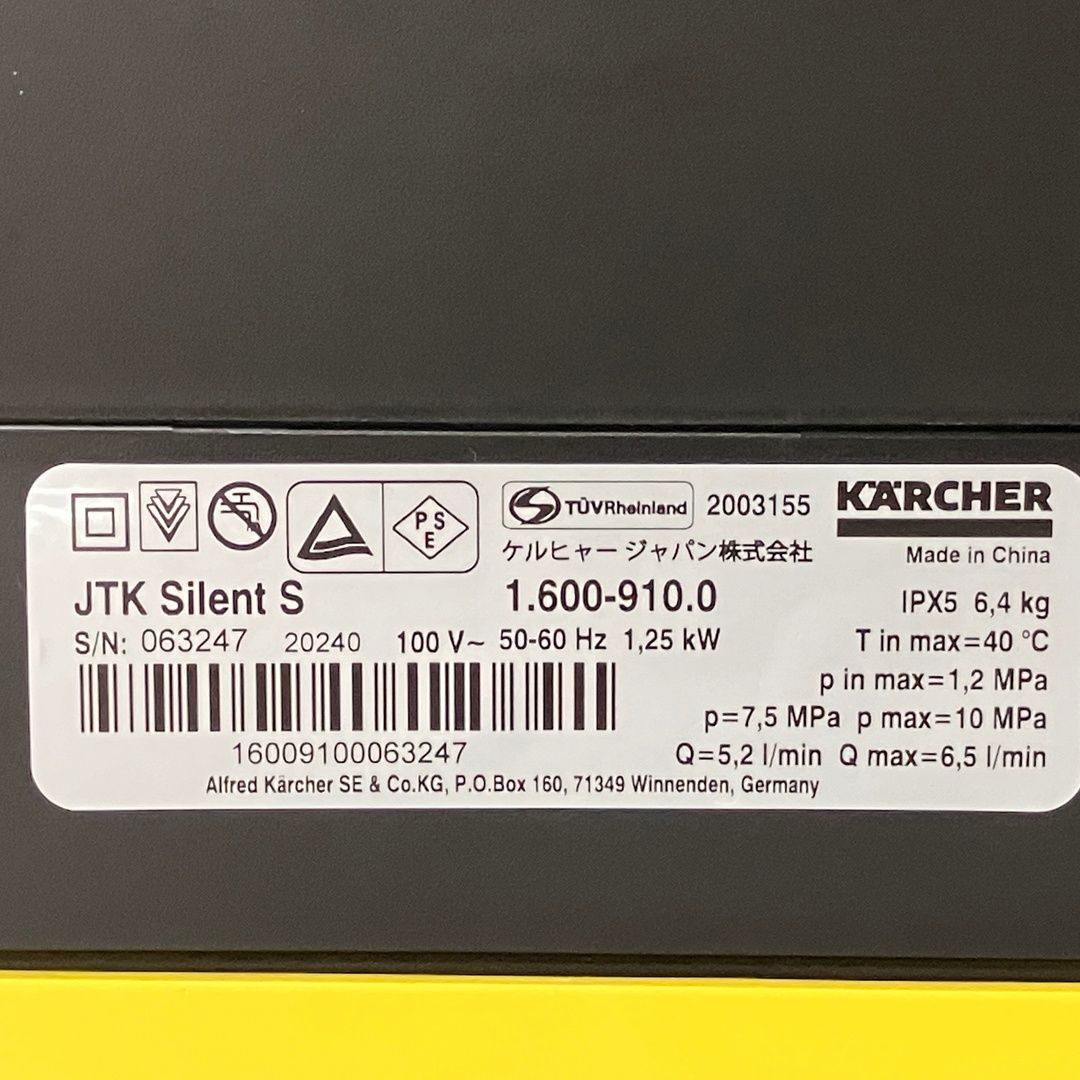 PSE
TÜVRheinland 2003155 KÄRCHER
ケルヒャー ジャパン株式会社 Made in China
JTK Silent S 1.600-910.0 IPX5 6,4 kg
S/N: 063247 20240 100 V~ 50-60 Hz 1,25 kW T in max=40 °C
p in max=1,2 MPa
p=7,5 MPa p max=10 MPa
16009100063247 Q=5,2 l/min Q max=6,5 l/min
Alfred Kärcher SE & Co.KG, P.O.Box 160, 71349 Winnenden, Germany